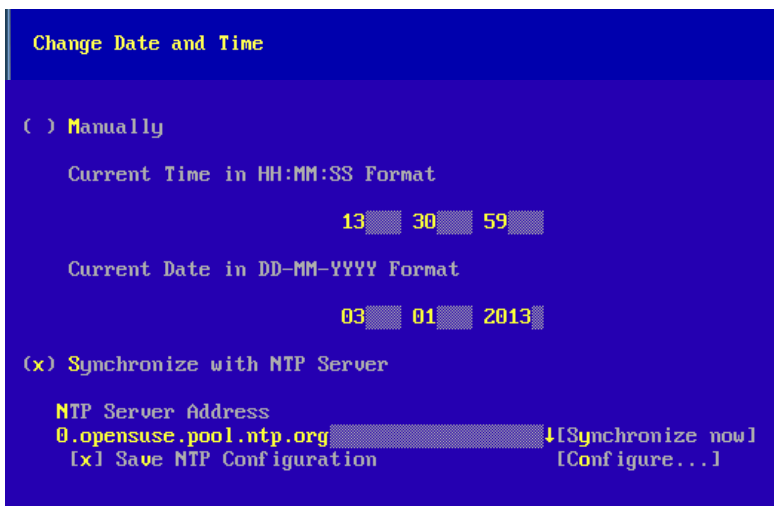 Change Date and Time
( ) Manually
Current Time in HH:MM:SS Format
13 30 59
Current Date in DD-MM-YYYY Format
03 01 2013
(x) Synchronize with NTP Server
NTP Server Address
0.opensuse.pool.ntp.org ↓[Synchronize now]
[x] Save NTP Configuration [Configure...]